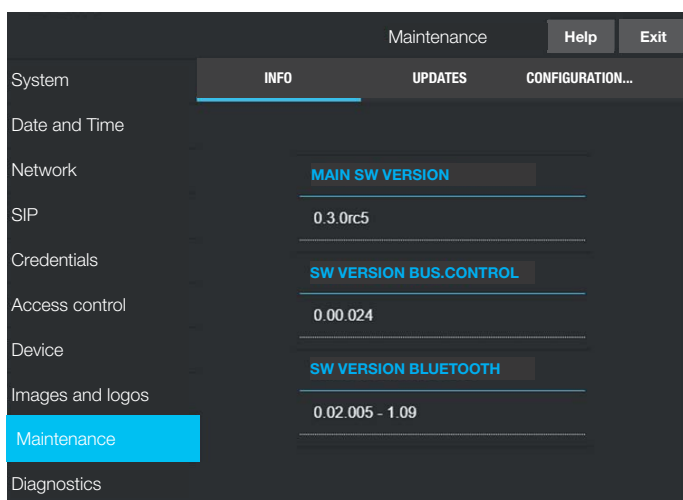 Maintenance Help Exit
System
INFO UPDATES CONFIGURATION...
Date and Time
Network
MAIN SW VERSION
SIP
0.3.0rc5
Credentials
SW VERSION BUS.CONTROL
Access control
0.00.024
Device
SW VERSION BLUETOOTH
Images and logos
0.02.005 - 1.09
Maintenance
Diagnostics